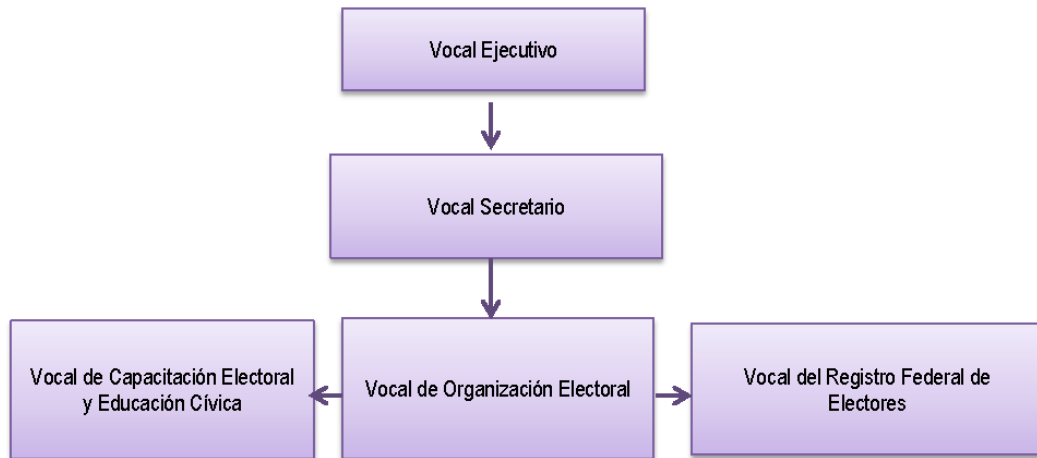 Vocal Ejecutivo
Vocal Secretario
Vocal de Capacitación Electoral
y Educación Cívica
Vocal de Organización Electoral
Vocal del Registro Federal de
Electores